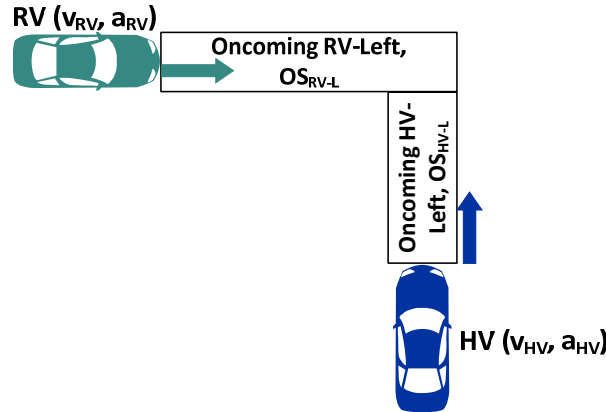 RV (vRV, aRV)
Oncoming RV-Left,
OSRV-L
Oncoming HV-
Left, OSHV-L
HV (vHV, aHV)